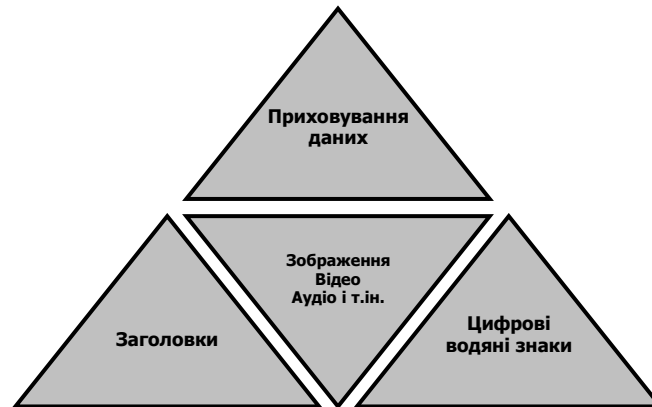 Приховування
даних
Зображення
Відео
Аудіо і т.ін.
Заголовки
Цифрові
водяні знаки